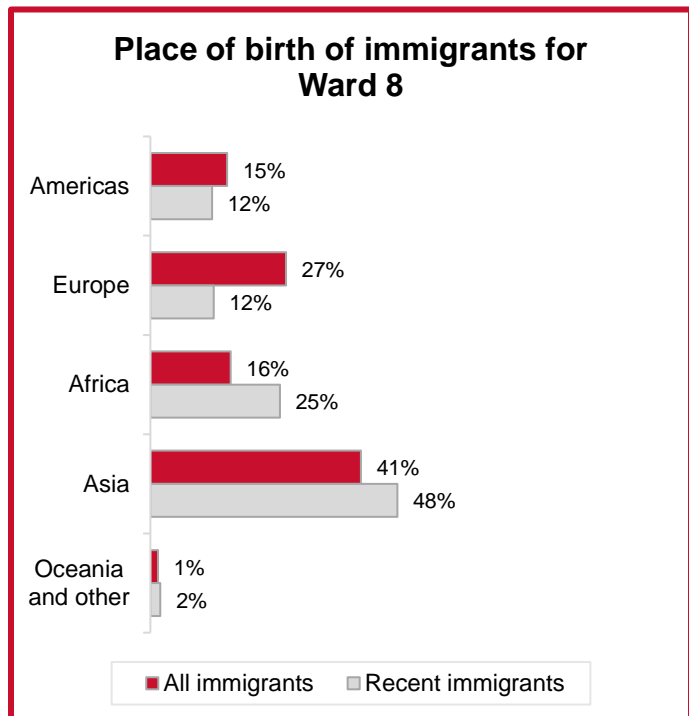 Place of birth of immigrants for
Ward 8
Americas
15%
12%
Europe
27%
12%
Africa
16%
25%
Asia
41%
48%
Oceania
and other
1%
2%
All immigrants
Recent immigrants